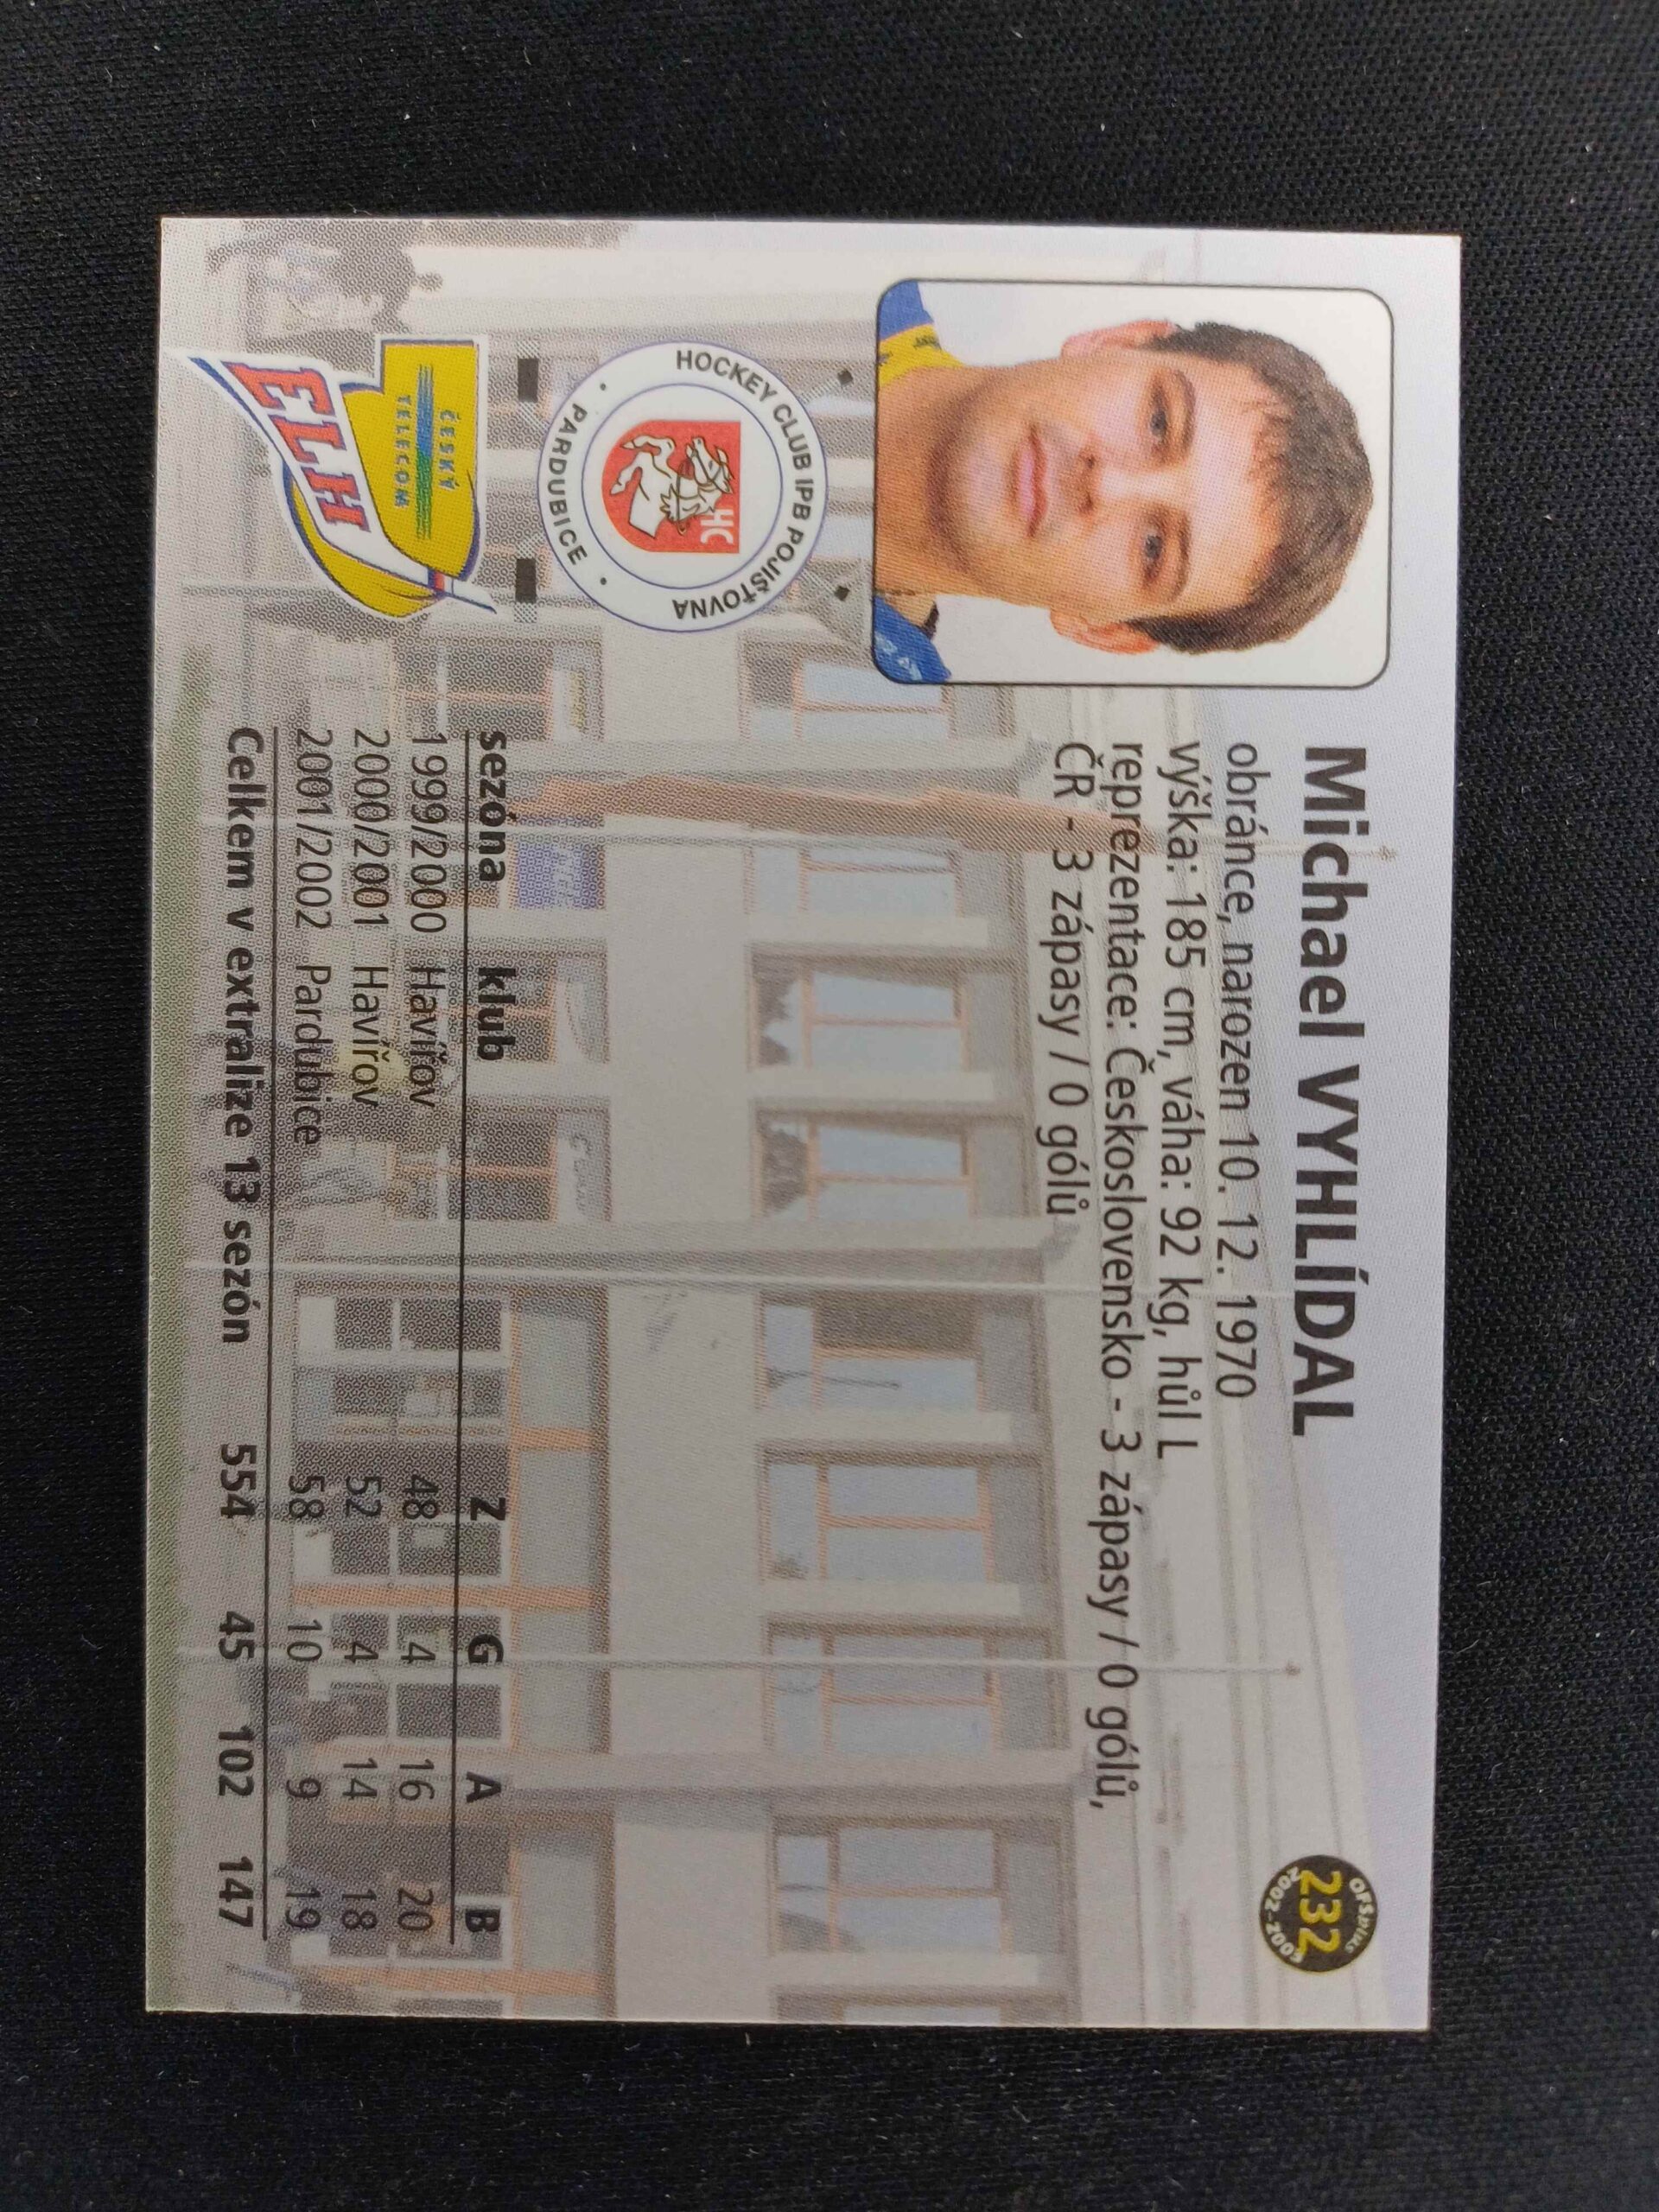 Michael VYHLÍDAL
obránce, narozen 10. 12. 1970
výška: 185 cm, váha: 92 kg, hůl L
reprezentace: Československo - 3 zápasy / 0 gólů,
ČR - 3 zápasy / 0 gólů
OFS plus
232
2002-2003
HOCKEY CLUB IPB POJIŠŤOVNA
HC
• PARDUBICE •
ČESKÝ
TELECOM
ELH
sezóna klub Z G A B
1999/2000 Havířov 48 4 16 20
2000/2001 Havířov 52 4 14 18
2001/2002 Pardubice 58 10 9 19
Celkem v extralize 13 sezón 554 45 102 147